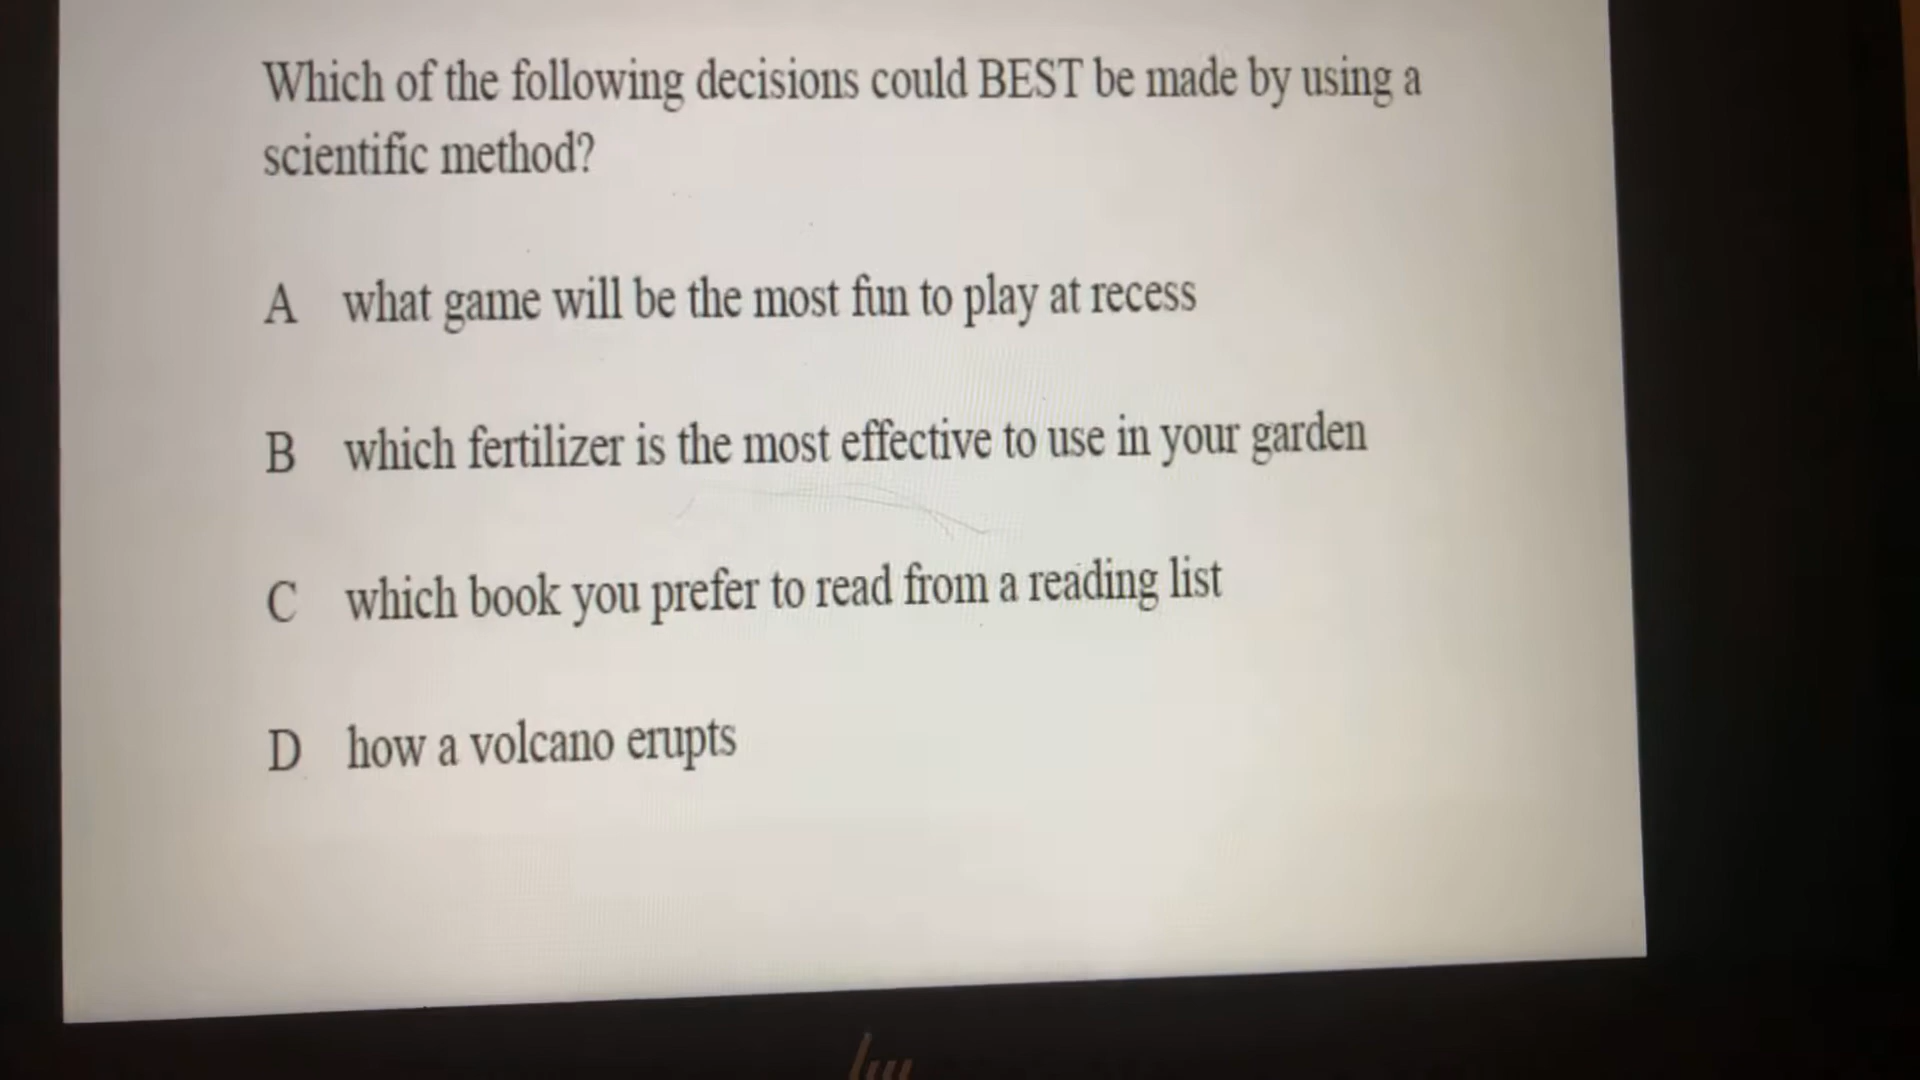 Which of the following decisions could BEST be made by using a
scientific method?
A what game will be the most fun to play at recess
B which fertilizer is the most effective to use in your garden
C which book you prefer to read from a reading list
D how a volcano erupts